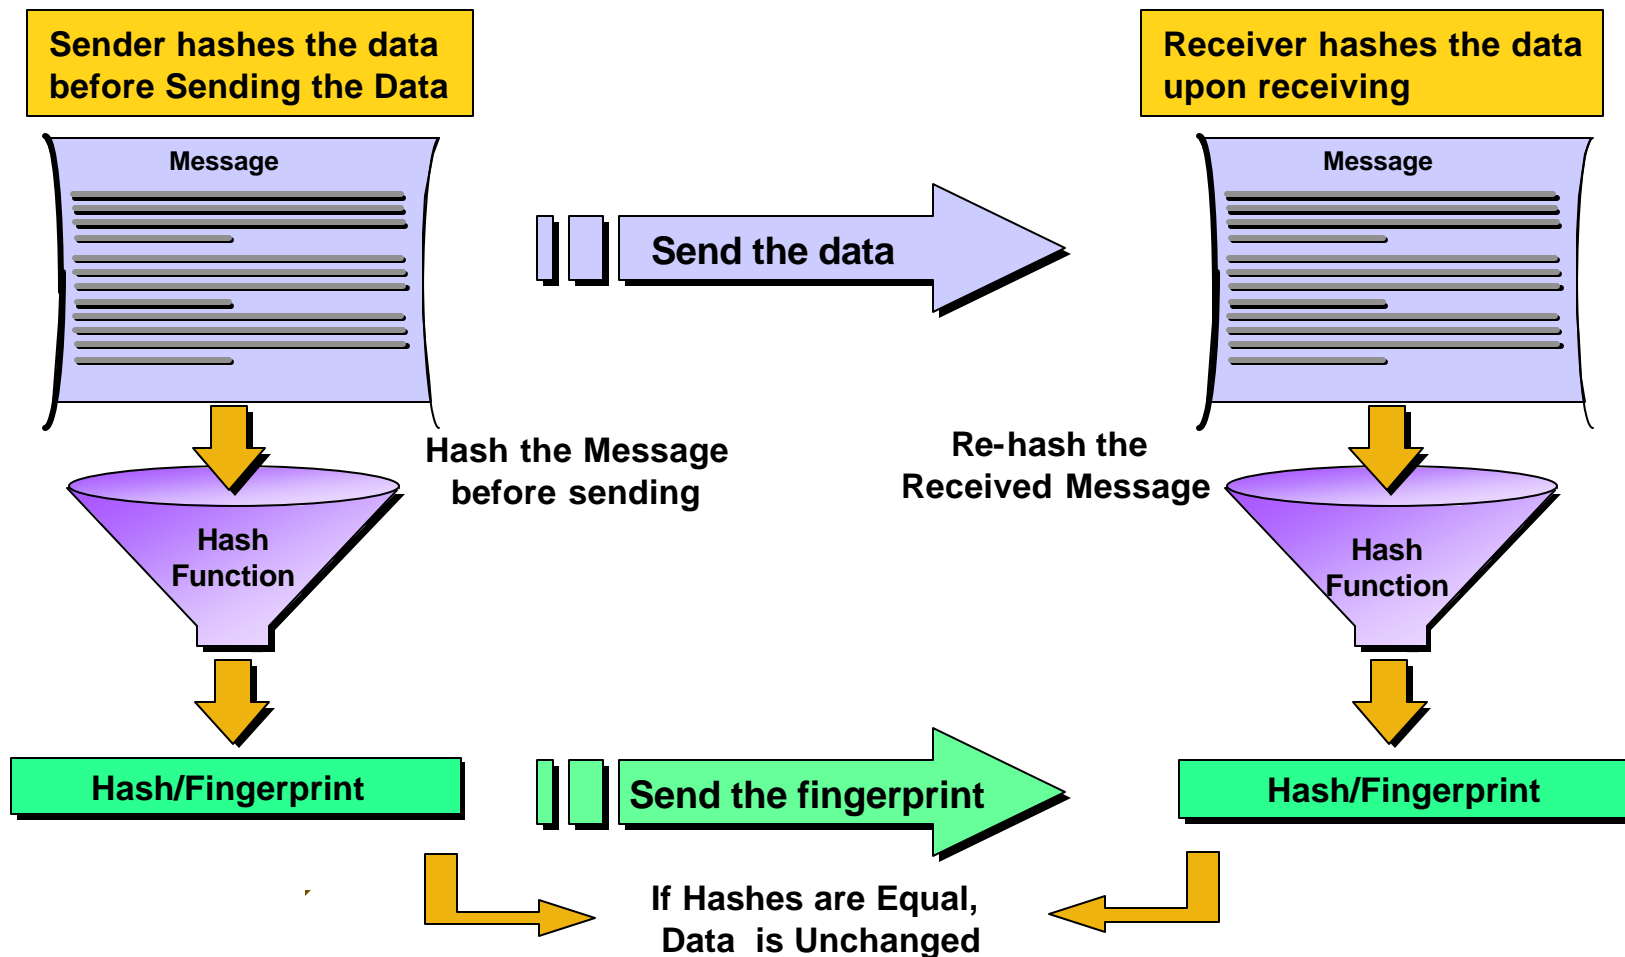 Sender hashes the data
before Sending the Data
Receiver hashes the data
upon receiving
Message
Send the data
Message
Hash the Message
before sending
Re-hash the
Received Message
Hash
Function
Hash
Function
Hash/Fingerprint
Send the fingerprint
Hash/Fingerprint
If Hashes are Equal,
Data is Unchanged